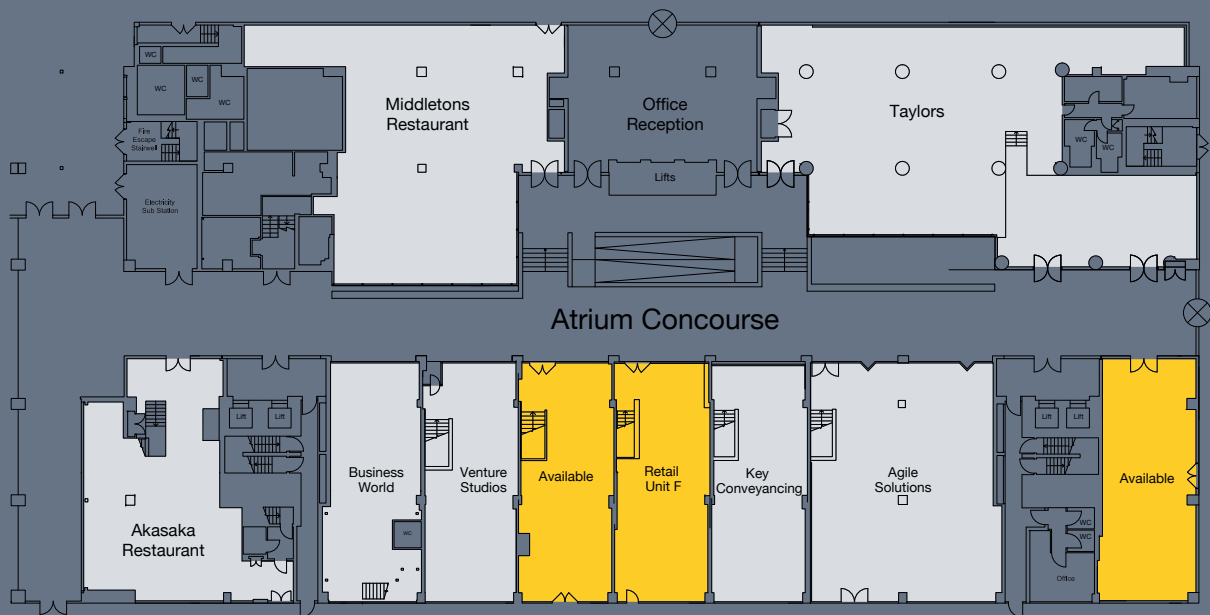 WC
WC
WC
WC
Fire
Escape
Stairwell
Electricity
Sub Station
Middletons
Restaurant
Office
Reception
Lifts
Taylors
WC
WC
Atrium Concourse
Akasaka
Restaurant
Lift
Lift
Business
World
WC
Venture
Studios
Available
Retail
Unit F
Key
Conveyancing
Agile
Solutions
Lift
Lift
WC
WC
Office
Available